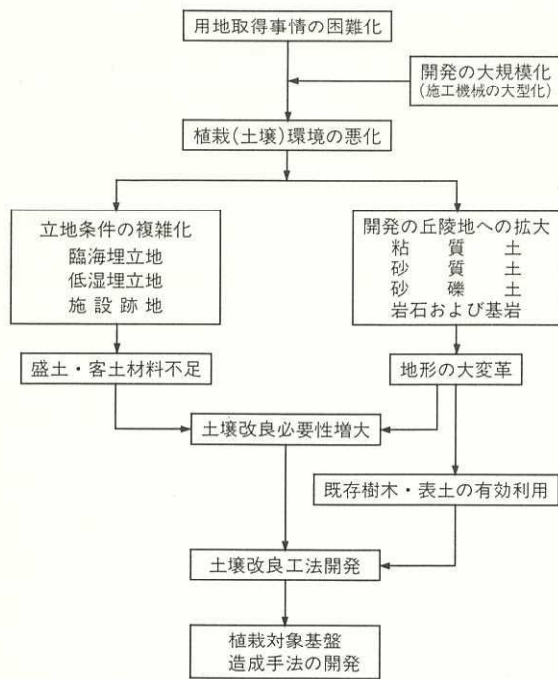 用地取得事情の困難化
開発の大規模化
(施工機械の大型化)
植栽(土壌)環境の悪化
立地条件の複雑化
臨海埋立地
低湿埋立地
施設跡地
開発の丘陵地への拡大
粘質土
砂質土
砂礫土
岩石および基岩
盛土・客土材料不足
地形の大変革
土壌改良必要性増大
既存樹木・表土の有効利用
土壌改良工法開発
植栽対象基盤
造成手法の開発